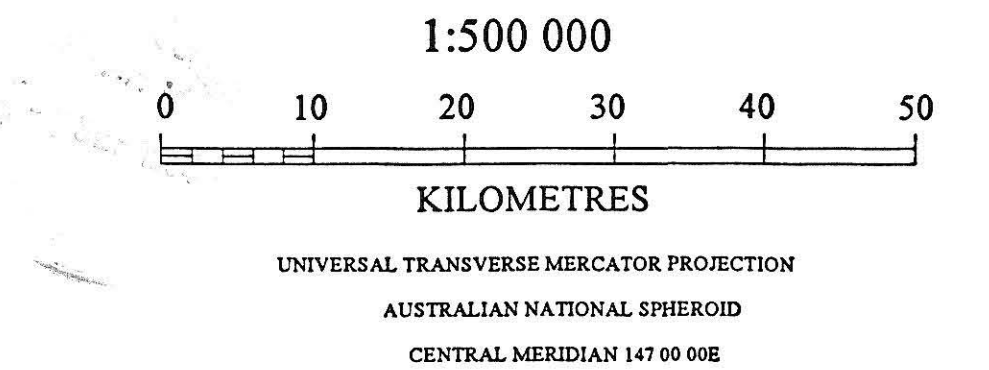 1:500 000
0 10 20 30 40 50
KILOMETRES
UNIVERSAL TRANSVERSE MERCATOR PROJECTION
AUSTRALIAN NATIONAL SPHEROID
CENTRAL MERIDIAN 147 00 00E